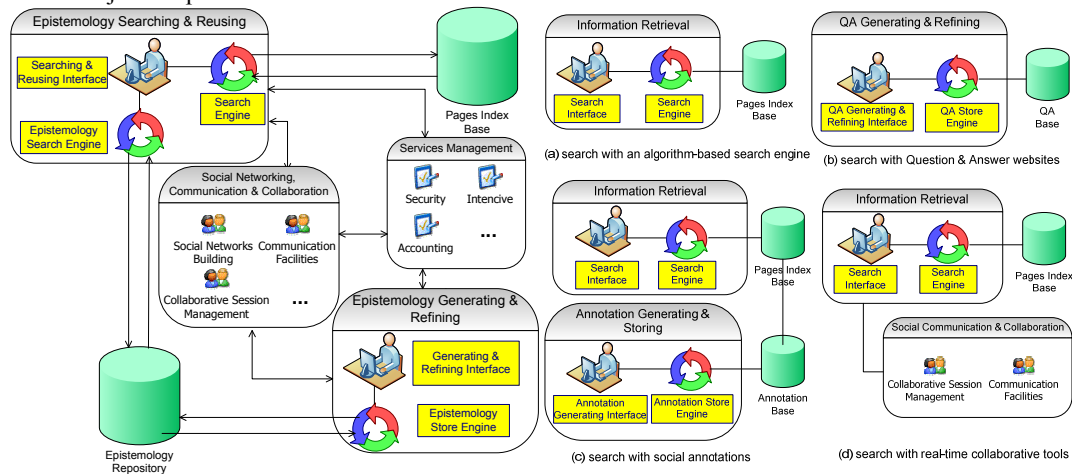 Epistemology Searching & Reusing
Searching &
Reusing Interface
Search
Engine
Epistemology
Search Engine
Pages Index
Base
Services Management
Security
Intencive
Accounting
...
Social Networking,
Communication & Collaboration
Social Networks
Building
Communication
Facilities
Collaborative Session
Management
...
Epistemology Generating &
Refining
Generating &
Refining Interface
Epistemology
Store Engine
Epistemology
Repository
Information Retrieval
Search
Interface
Search
Engine
Pages Index
Base
(a) search with an algorithm-based search engine
QA Generating & Refining
QA Generating &
Refining Interface
QA Store
Engine
QA
Base
(b) search with Question & Answer websites
Information Retrieval
Search
Interface
Search
Engine
Pages Index
Base
Annotation Generating &
Storing
Annotation
Generating Interface
Annotation Store
Engine
Annotation
Base
(c) search with social annotations
Information Retrieval
Search
Interface
Search
Engine
Pages Index
Base
Social Communication & Collaboration
Collaborative Session
Management
Communication
Facilities
(d) search with real-time collaborative tools